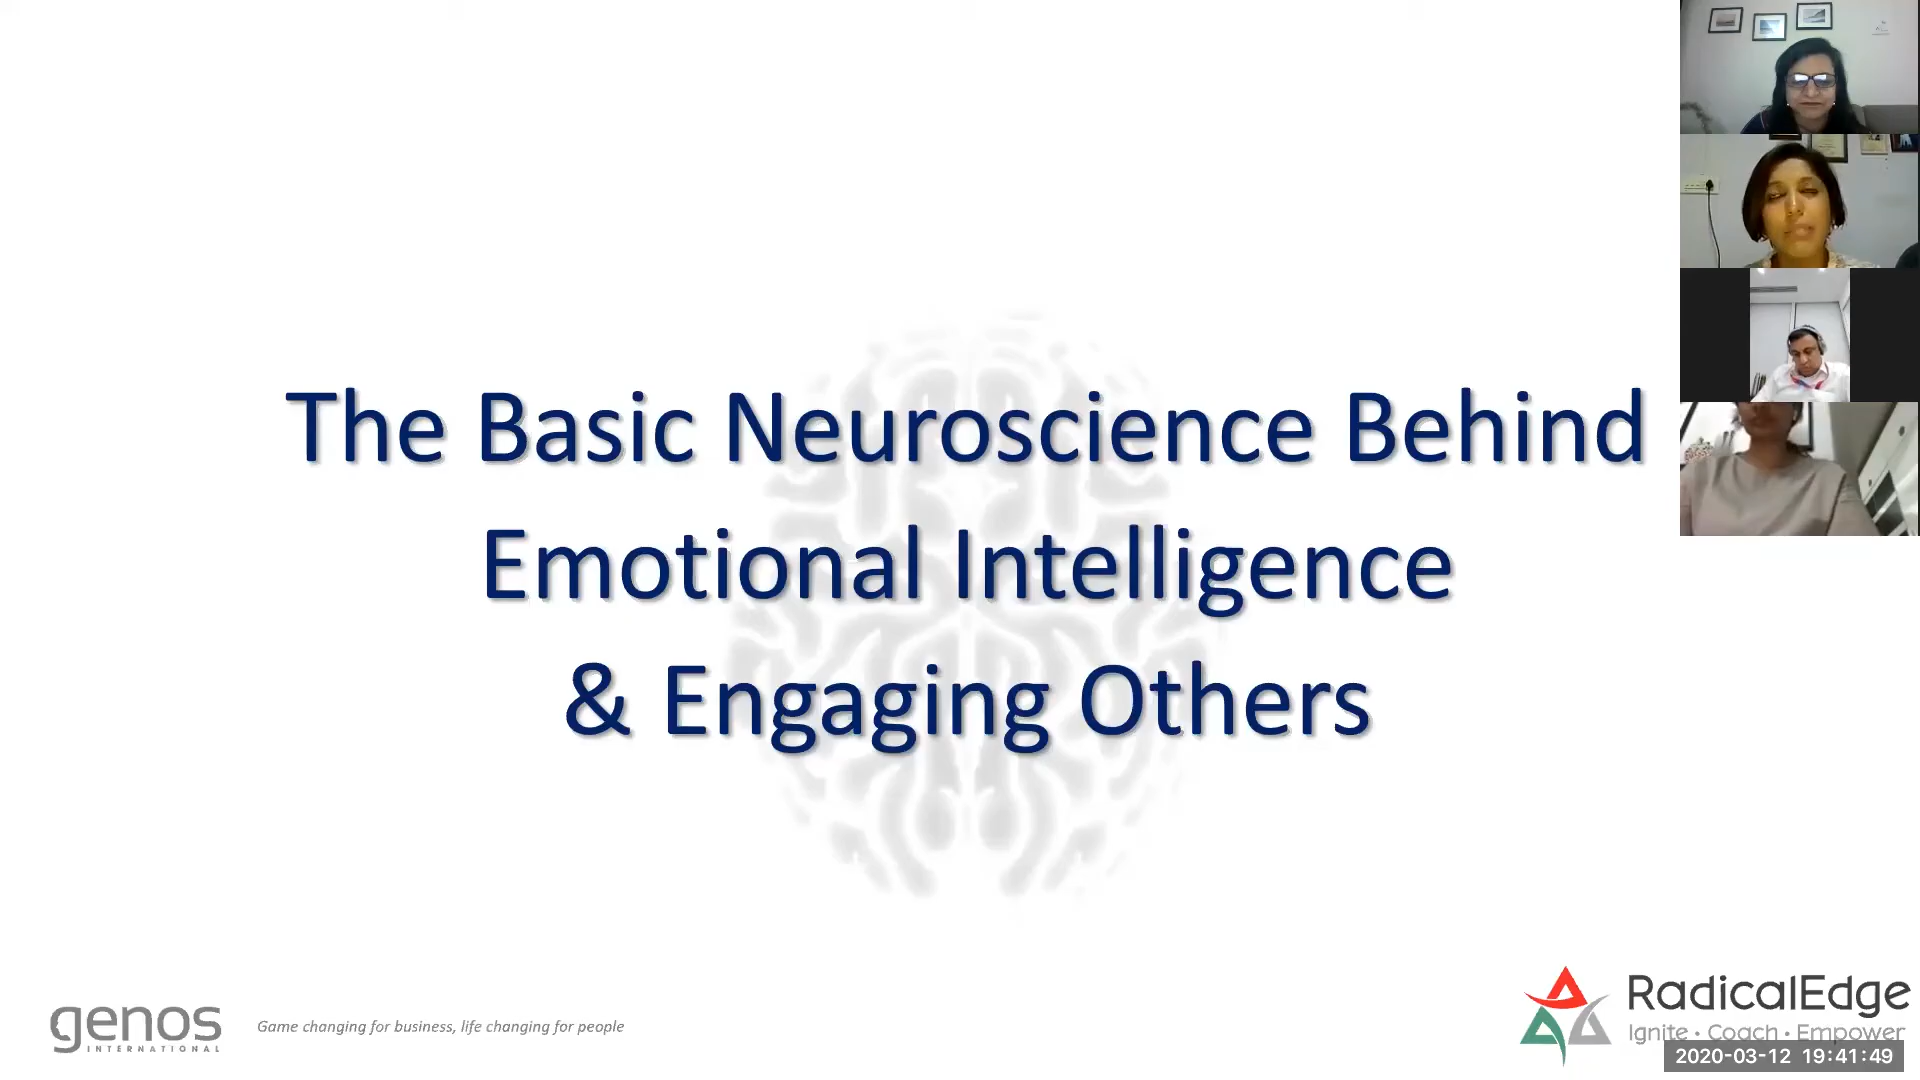 The Basic Neuroscience Behind
Emotional Intelligence
& Engaging Others
genos
INTERNATIONAL
Game changing for business, life changing for people
RadicalEdge
Ignite • Coach • Empower
2020-03-12 19:41:49